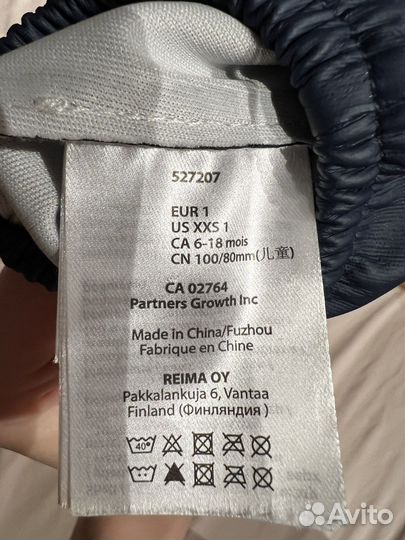 527207
EUR 1
US XXS 1
CA 6-18 mois
CN 100/80mm(儿童)
CA 02764
Partners Growth Inc
Made in China/Fuzhou
Fabrique en Chine
REIMA OY
Pakkalankuja 6, Vantaa
Finland (Финляндия )
40°
Avito